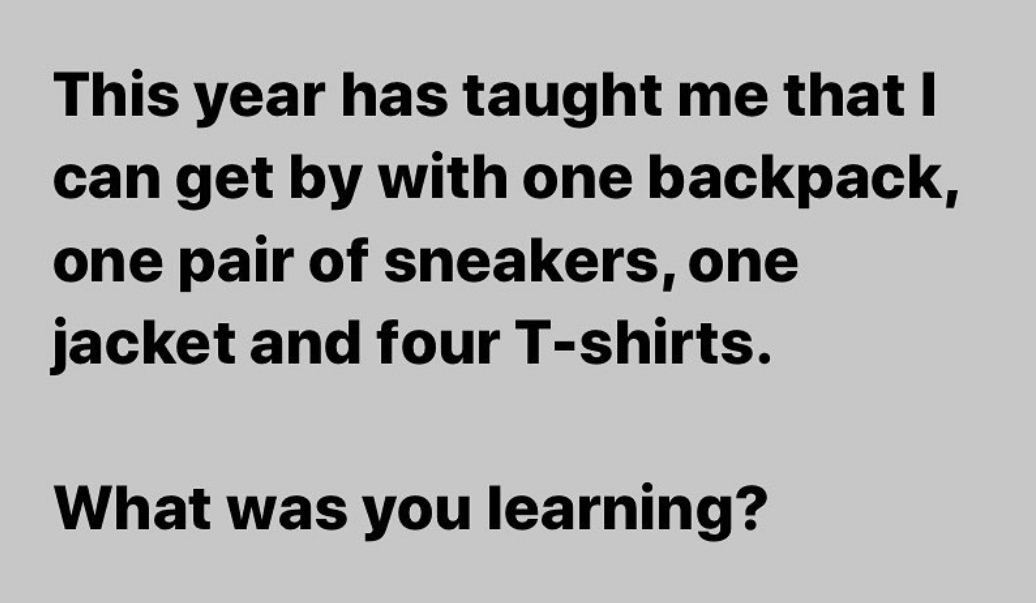 This year has taught me that I
can get by with one backpack,
one pair of sneakers, one
jacket and four T-shirts.
What was you learning?